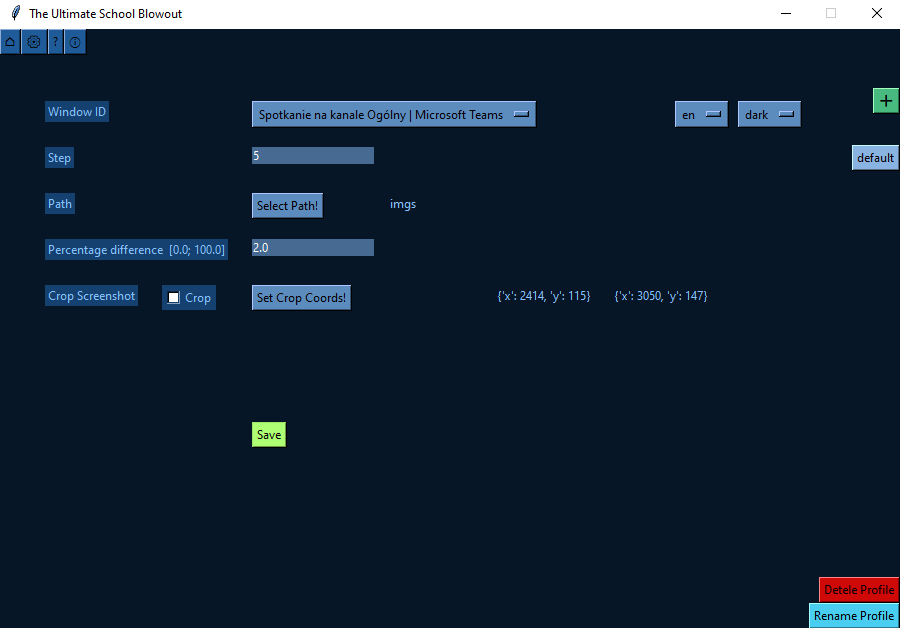 The Ultimate School Blowout
?
Window ID
Spotkanie na kanale Ogólny | Microsoft Teams
en
dark
+
Step
5
default
Path
Select Path!
imgs
Percentage difference [0.0; 100.0]
2.0
Crop Screenshot
Crop
Set Crop Coords!
{'x': 2414, 'y': 115}
{'x': 3050, 'y': 147}
Save
Detele Profile
Rename Profile